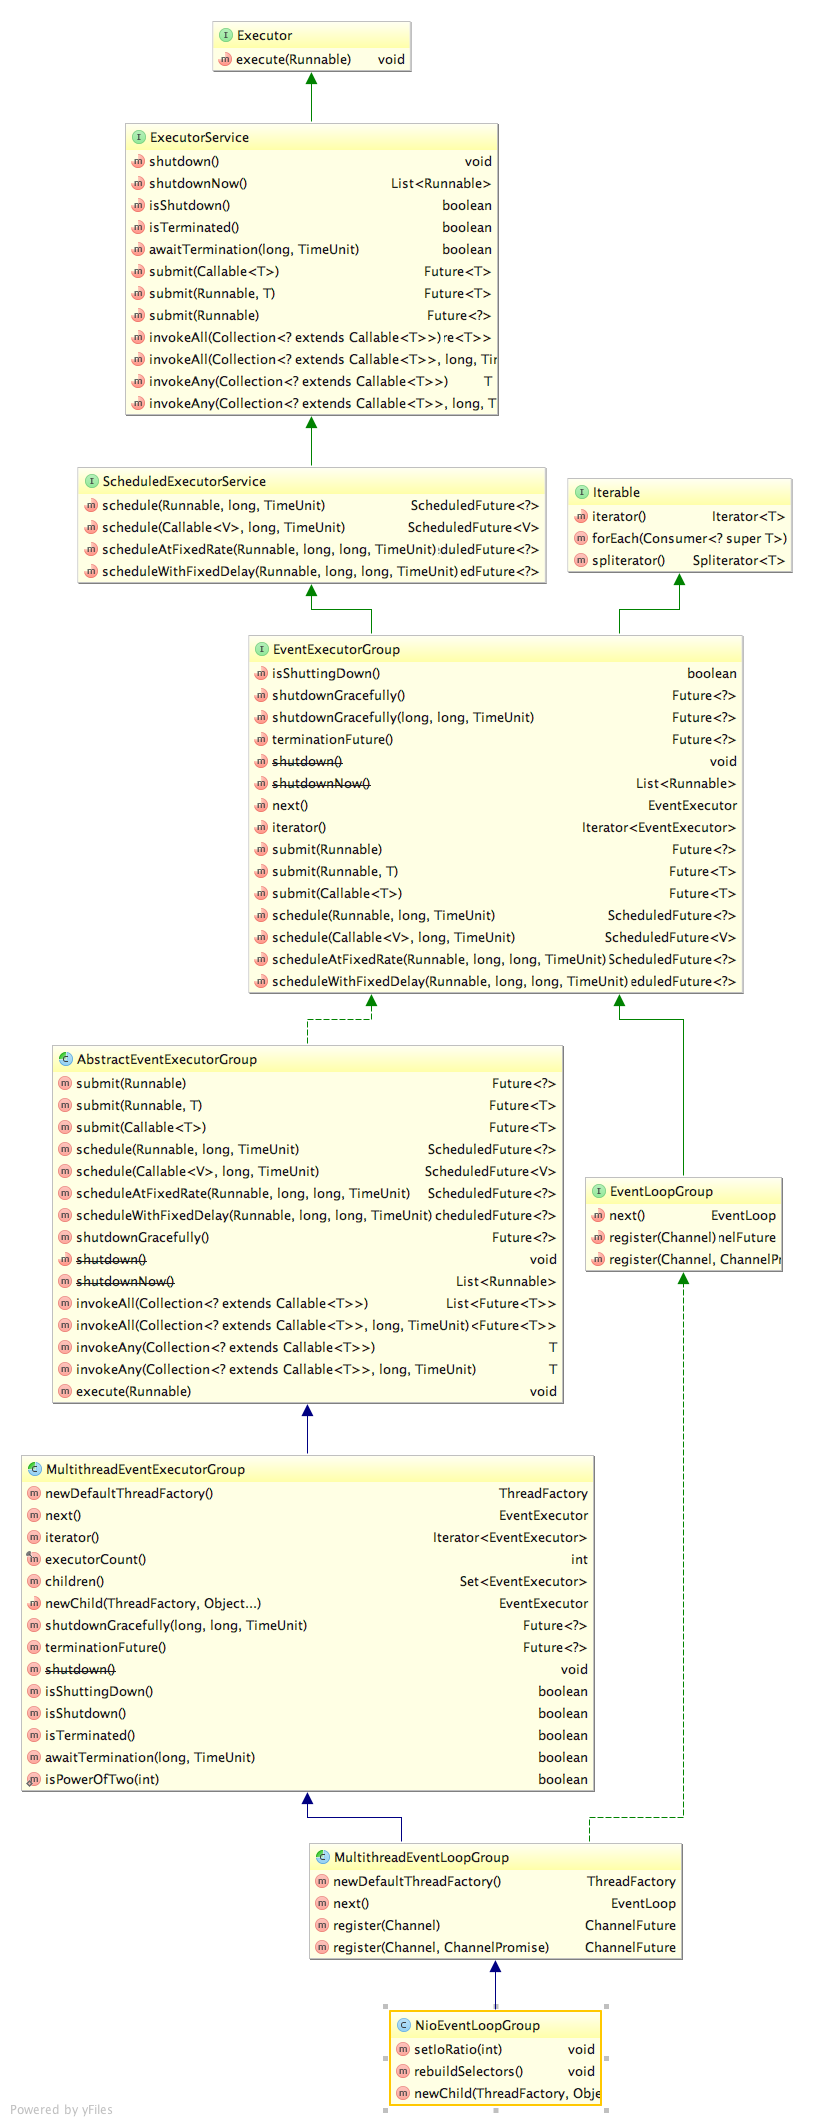 Executor
execute(Runnable) void
ExecutorService
shutdown() void
shutdownNow() List<Runnable>
isShutdown() boolean
isTerminated() boolean
awaitTermination(long, TimeUnit) boolean
submit(Callable<T>) Future<T>
submit(Runnable, T) Future<T>
submit(Runnable) Future<?>
invokeAll(Collection<? extends Callable<T>>) re<T>>
invokeAll(Collection<? extends Callable<T>>, long, Tir
invokeAny(Collection<? extends Callable<T>>) T
invokeAny(Collection<? extends Callable<T>>, long, T
ScheduledExecutorService
schedule(Runnable, long, TimeUnit) ScheduledFuture<?>
schedule(Callable<V>, long, TimeUnit) ScheduledFuture<V>
scheduleAtFixedRate(Runnable, long, long, TimeUnit) duledFuture<?>
scheduleWithFixedDelay(Runnable, long, long, TimeUnit) edFuture<?>
Iterable
iterator() Iterator<T>
forEach(Consumer<? super T>)
spliterator() Spliterator<T>
EventExecutorGroup
isShuttingDown() boolean
shutdownGracefully() Future<?>
shutdownGracefully(long, long, TimeUnit) Future<?>
terminationFuture() Future<?>
shutdown() void
shutdownNow() List<Runnable>
next() EventExecutor
iterator() Iterator<EventExecutor>
submit(Runnable) Future<?>
submit(Runnable, T) Future<T>
submit(Callable<T>) Future<T>
schedule(Runnable, long, TimeUnit) ScheduledFuture<?>
schedule(Callable<V>, long, TimeUnit) ScheduledFuture<V>
scheduleAtFixedRate(Runnable, long, long, TimeUnit) ScheduledFuture<?>
scheduleWithFixedDelay(Runnable, long, long, TimeUnit) eduledFuture<?>
AbstractEventExecutorGroup
submit(Runnable) Future<?>
submit(Runnable, T) Future<T>
submit(Callable<T>) Future<T>
schedule(Runnable, long, TimeUnit) ScheduledFuture<?>
schedule(Callable<V>, long, TimeUnit) ScheduledFuture<V>
scheduleAtFixedRate(Runnable, long, long, TimeUnit) ScheduledFuture<?>
scheduleWithFixedDelay(Runnable, long, long, TimeUnit) cheduledFuture<?>
shutdownGracefully() Future<?>
shutdown() void
shutdownNow() List<Runnable>
invokeAll(Collection<? extends Callable<T>>) List<Future<T>>
invokeAll(Collection<? extends Callable<T>>, long, TimeUnit) <Future<T>>
invokeAny(Collection<? extends Callable<T>>) T
invokeAny(Collection<? extends Callable<T>>, long, TimeUnit) T
execute(Runnable) void
EventLoopGroup
next() EventLoop
register(Channel) nelFuture
register(Channel, ChannelPr
MultithreadEventExecutorGroup
newDefaultThreadFactory() ThreadFactory
next() EventExecutor
iterator() Iterator<EventExecutor>
executorCount() int
children() Set<EventExecutor>
newChild(ThreadFactory, Object...) EventExecutor
shutdownGracefully(long, long, TimeUnit) Future<?>
terminationFuture() Future<?>
shutdown() void
isShuttingDown() boolean
isShutdown() boolean
isTerminated() boolean
awaitTermination(long, TimeUnit) boolean
isPowerOfTwo(int) boolean
MultithreadEventLoopGroup
newDefaultThreadFactory() ThreadFactory
next() EventLoop
register(Channel) ChannelFuture
register(Channel, ChannelPromise) ChannelFuture
NioEventLoopGroup
setIoRatio(int) void
rebuildSelectors() void
newChild(ThreadFactory, Obje
Powered by yFiles